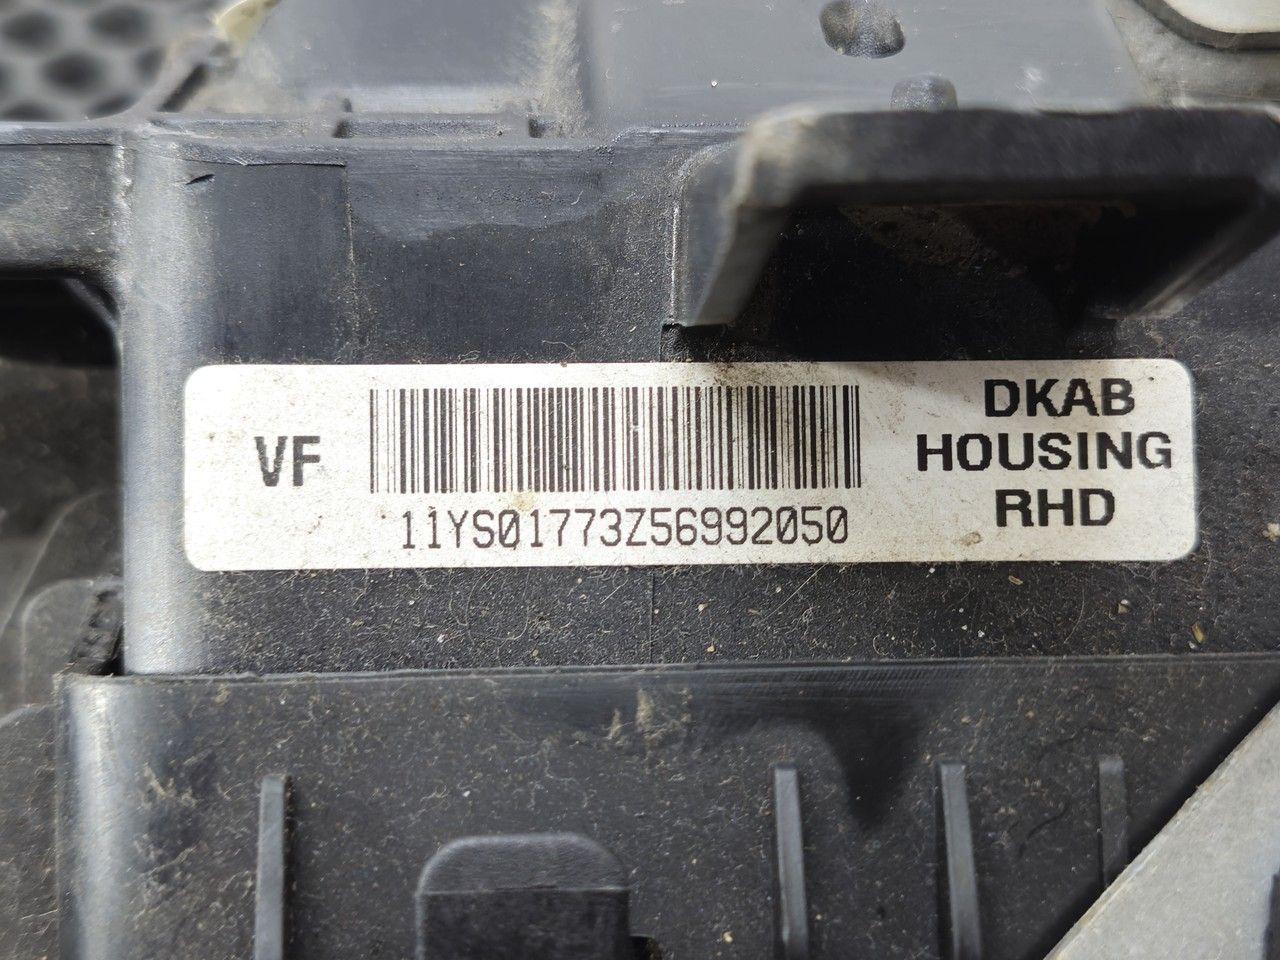 VF
11YS01773Z56992050
DKAB
HOUSING
RHD